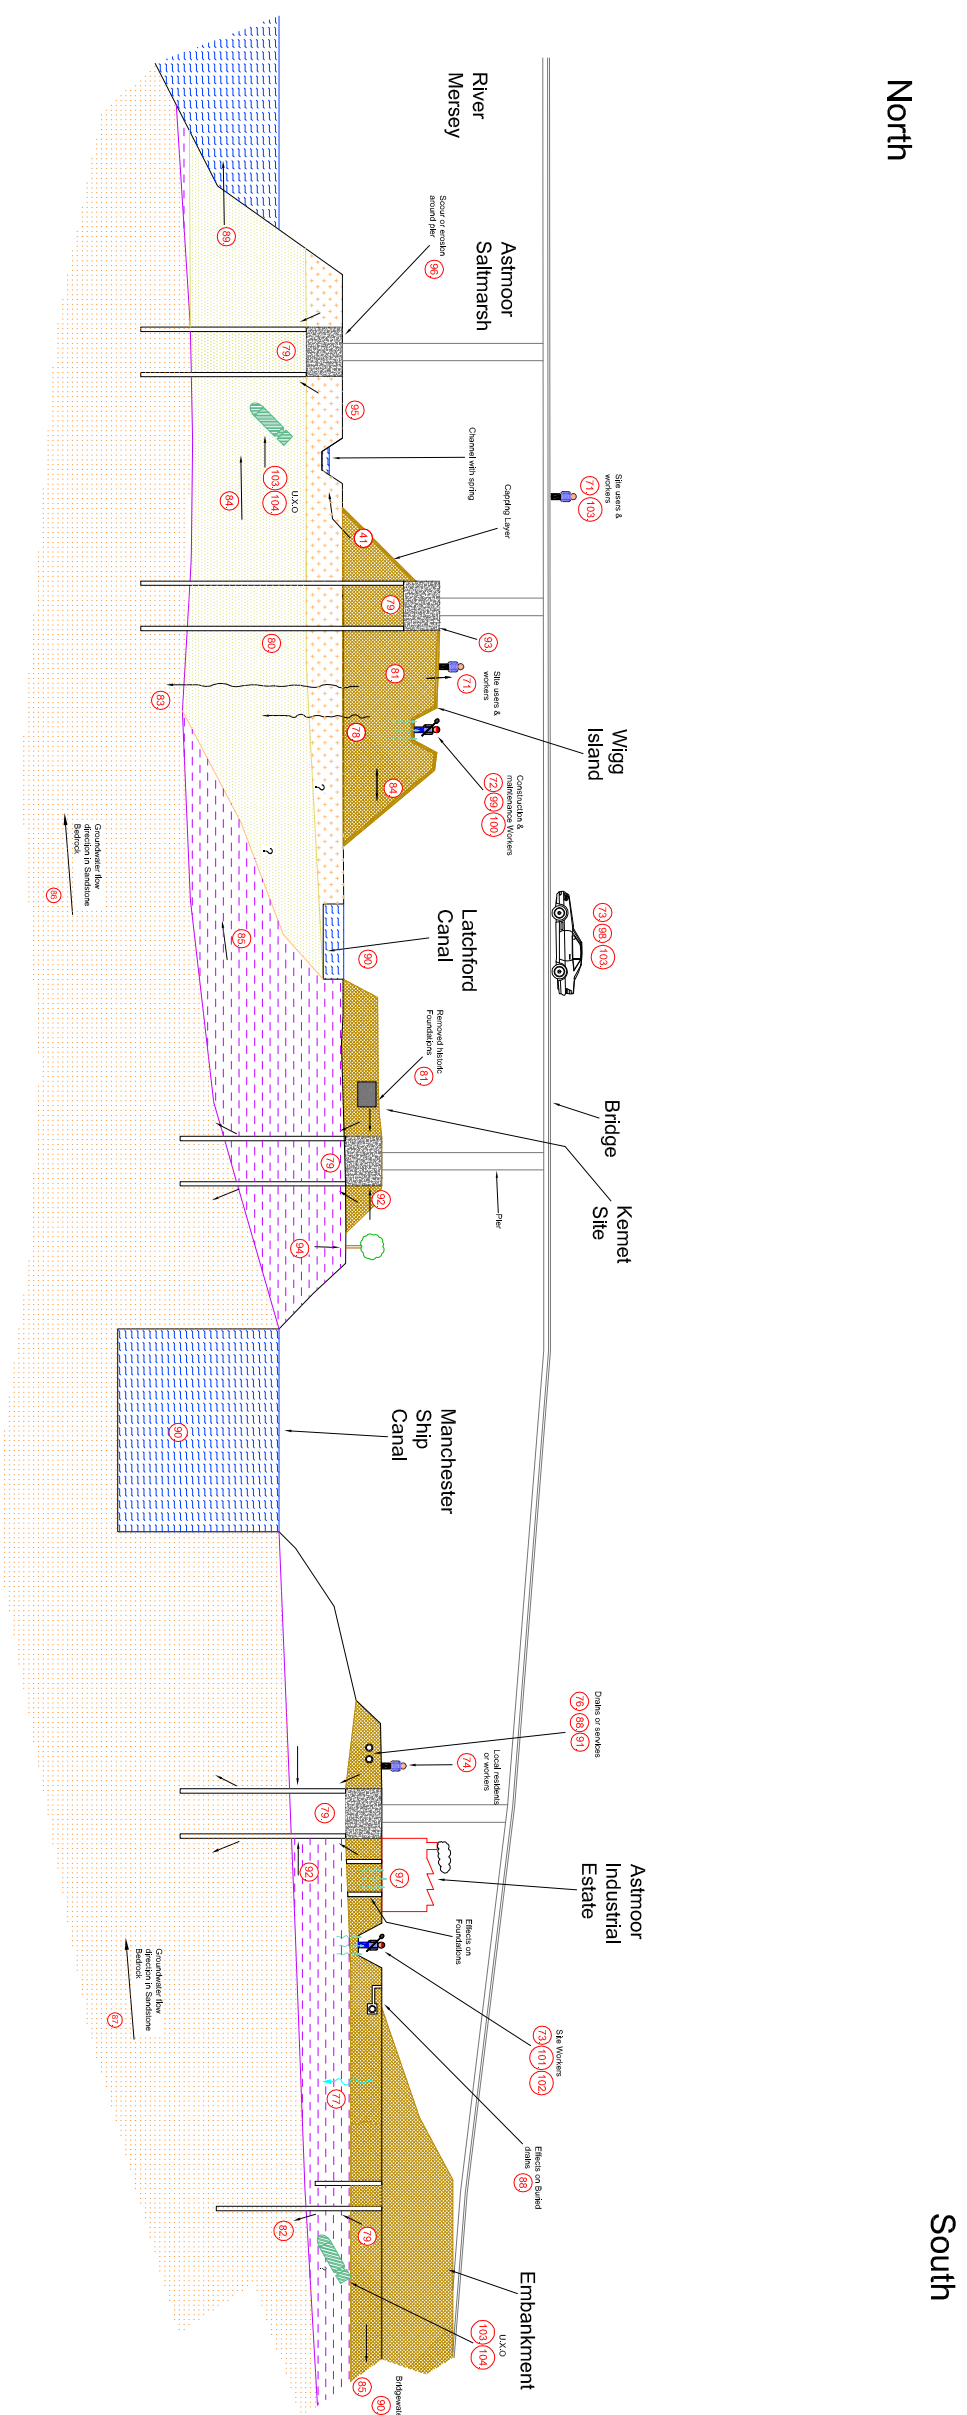 North
South
River
Mersey
Astmoor
Saltmarsh
Scour or erosion
around pier
96
89
79
95
Channel with spring
U.X.O
103 104
84
Capping Layer
41
Site users &
workers
71 103
79
93
80
81
Site users &
workers
71
83
78
Wigg
Island
Construction &
maintenance Workers
72 99 100
84
?
?
Groundwater flow
direction in Sandstone
Bedrock
86
73 98 103
Latchford
Canal
90
85
Removed historic
Foundations
81
Bridge
Kemet
Site
79
92
Pier
94
Manchester
Ship
Canal
90
Drains or services
76 88 91
Local residents
or workers
74
79
92
Astmoor
Industrial
Estate
97
Effects on
Foundations
Groundwater flow
direction in Sandstone
Bedrock
87
Site Workers
73 101 102
77
Effects on Buried
drains
88
82
79
Embankment
U.X.O
103 104
85
90